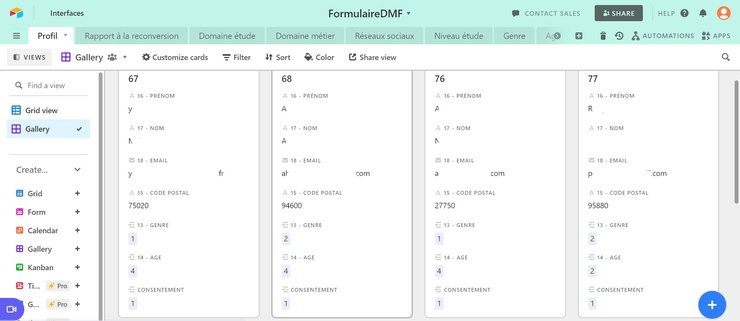 Interfaces
FormulaireDMF
CONTACT SALES
SHARE
HELP
Profil
Rapport à la reconversion
Domaine étude
Domaine métier
Réseaux sociaux
Niveau étude
Genre
VIEWS
Gallery
Customize cards
Filter
Sort
Color
Share view
AUTOMATIONS
APPS
Find a view
Grid view
Gallery
Create...
Grid
Form
Calendar
Gallery
Kanban
Ti... Pro
G... Pro
67
A 16 - PRÉNOM
y
A 17 - NOM
18 - EMAIL
y fr
A 15 - CODE POSTAL
75020
13 - GENRE
1
14 - AGE
4
CONSENTEMENT
1
68
A 16 - PRÉNOM
A
A 17 - NOM
A
18 - EMAIL
.com
A 15 - CODE POSTAL
94600
13 - GENRE
2
14 - AGE
4
CONSENTEMENT
1
76
A 16 - PRÉNOM
A
A 17 - NOM
18 - EMAIL
a .com
A 15 - CODE POSTAL
27750
13 - GENRE
1
14 - AGE
4
CONSENTEMENT
1
77
A 16 - PRÉNOM
R
A 17 - NOM
18 - EMAIL
p .com
A 15 - CODE POSTAL
95880
13 - GENRE
2
14 - AGE
2
CONSENTEMENT
1